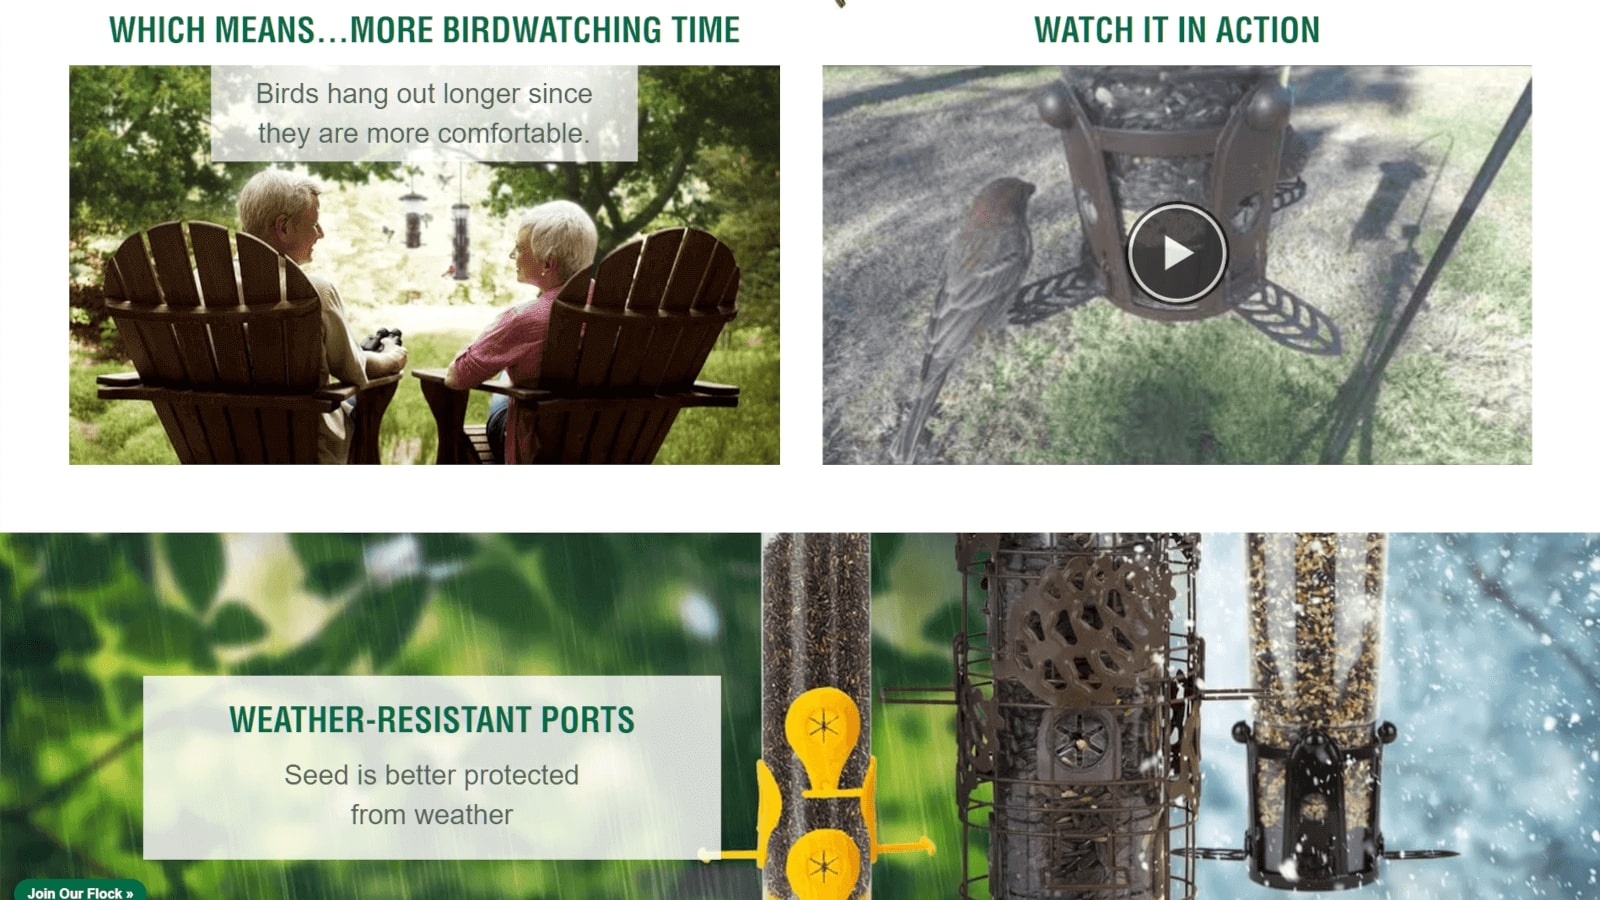 WHICH MEANS...MORE BIRDWATCHING TIME
Birds hang out longer since
they are more comfortable.
WATCH IT IN ACTION
WEATHER-RESISTANT PORTS
Seed is better protected
from weather
Join Our Flock »